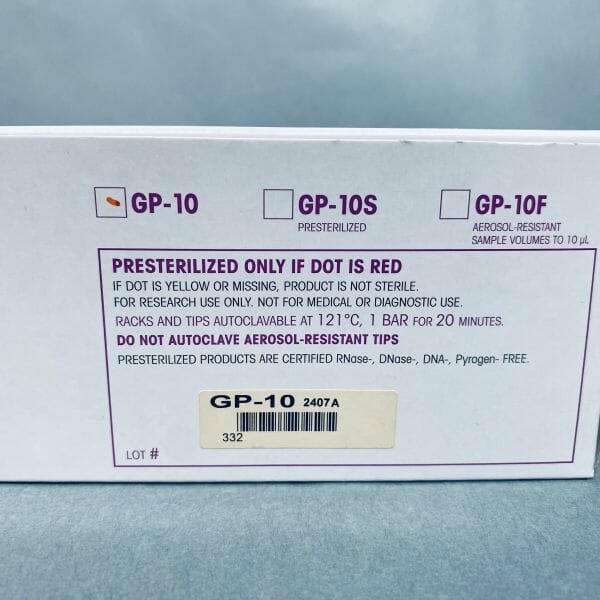 GP-10
GP-10S
PRESTERILIZED
GP-10F
AEROSOL-RESISTANT
SAMPLE VOLUMES TO 10 µL
PRESTERILIZED ONLY IF DOT IS RED
IF DOT IS YELLOW OR MISSING, PRODUCT IS NOT STERILE.
FOR RESEARCH USE ONLY. NOT FOR MEDICAL OR DIAGNOSTIC USE.
RACKS AND TIPS AUTOCLAVABLE AT 121°C, 1 BAR FOR 20 MINUTES.
DO NOT AUTOCLAVE AEROSOL-RESISTANT TIPS
PRESTERILIZED PRODUCTS ARE CERTIFIED RNase-, DNase-, DNA-, Pyrogen- FREE.
GP-10 2407A
332
LOT #